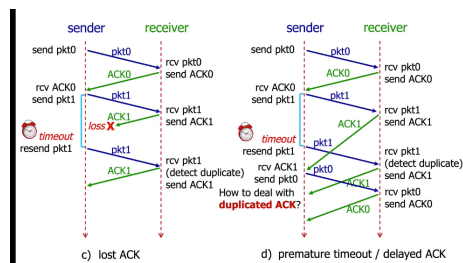 sender
receiver
send pkt0
pkt0
rcv pkt0
send ACK0
ACK0
rcv ACK0
send pkt1
pkt1
rcv pkt1
send ACK1
ACK1
loss X
timeout
resend pkt1
pkt1
rcv pkt1
(detect duplicate)
send ACK1
ACK1
c) lost ACK
sender
receiver
send pkt0
pkt0
rcv pkt0
send ACK0
ACK0
rcv ACK0
send pkt1
pkt1
rcv pkt1
send ACK1
ACK1
timeout
resend pkt1
pkt1
rcv pkt1
(detect duplicate)
send ACK1
rcv ACK1
send pkt0
pkt0
ACK1
rcv pkt0
send ACK0
ACK0
How to deal with
duplicated ACK?
d) premature timeout / delayed ACK